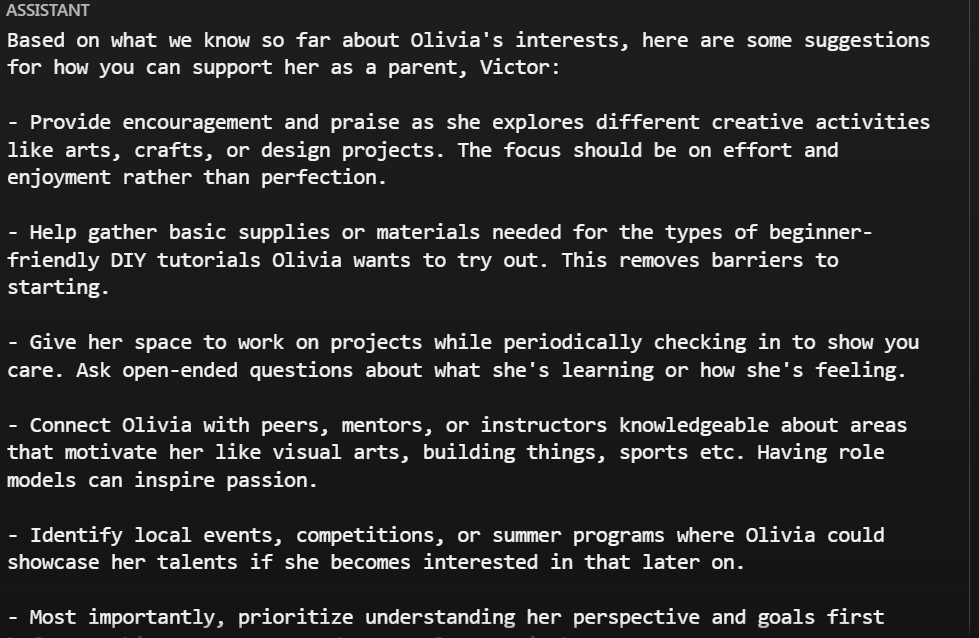 ASSISTANT
Based on what we know so far about Olivia's interests, here are some suggestions
for how you can support her as a parent, Victor:
- Provide encouragement and praise as she explores different creative activities
like arts, crafts, or design projects. The focus should be on effort and
enjoyment rather than perfection.
- Help gather basic supplies or materials needed for the types of beginner-
friendly DIY tutorials Olivia wants to try out. This removes barriers to
starting.
- Give her space to work on projects while periodically checking in to show you
care. Ask open-ended questions about what she's learning or how she's feeling.
- Connect Olivia with peers, mentors, or instructors knowledgeable about areas
that motivate her like visual arts, building things, sports etc. Having role
models can inspire passion.
- Identify local events, competitions, or summer programs where Olivia could
showcase her talents if she becomes interested in that later on.
- Most importantly, prioritize understanding her perspective and goals first